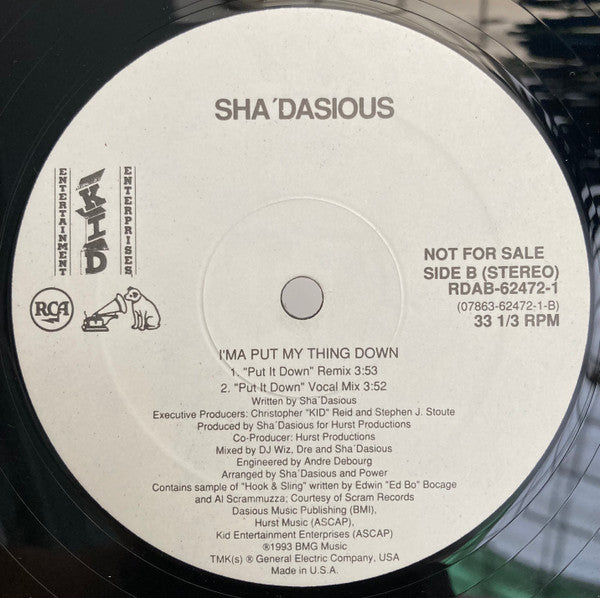 SHA´DASIOUS
ENTERTAINMENT
KID
ENTERPRISES
RCA
NOT FOR SALE
SIDE B (STEREO)
RDAB-62472-1
(07863-62472-1-B)
33 1/3 RPM
I'MA PUT MY THING DOWN
1. "Put It Down" Remix 3:53
2. "Put It Down" Vocal Mix 3:52
Written by Sha´Dasious
Executive Producers: Christopher "KID" Reid and Stephen J. Stoute
Produced by Sha´Dasious for Hurst Productions
Co-Producer: Hurst Productions
Mixed by DJ Wiz, Dre and Sha´Dasious
Engineered by Andre Debourg
Arranged by Sha´Dasious and Power
Contains sample of "Hook & Sling" written by Edwin "Ed Bo" Bocage
and Al Scrammuzza; Courtesy of Scram Records
Dasious Music Publishing (BMI),
Hurst Music (ASCAP),
Kid Entertainment Enterprises (ASCAP)
℗1993 BMG Music
TMK(s) ® General Electric Company, USA
Made in U.S.A.